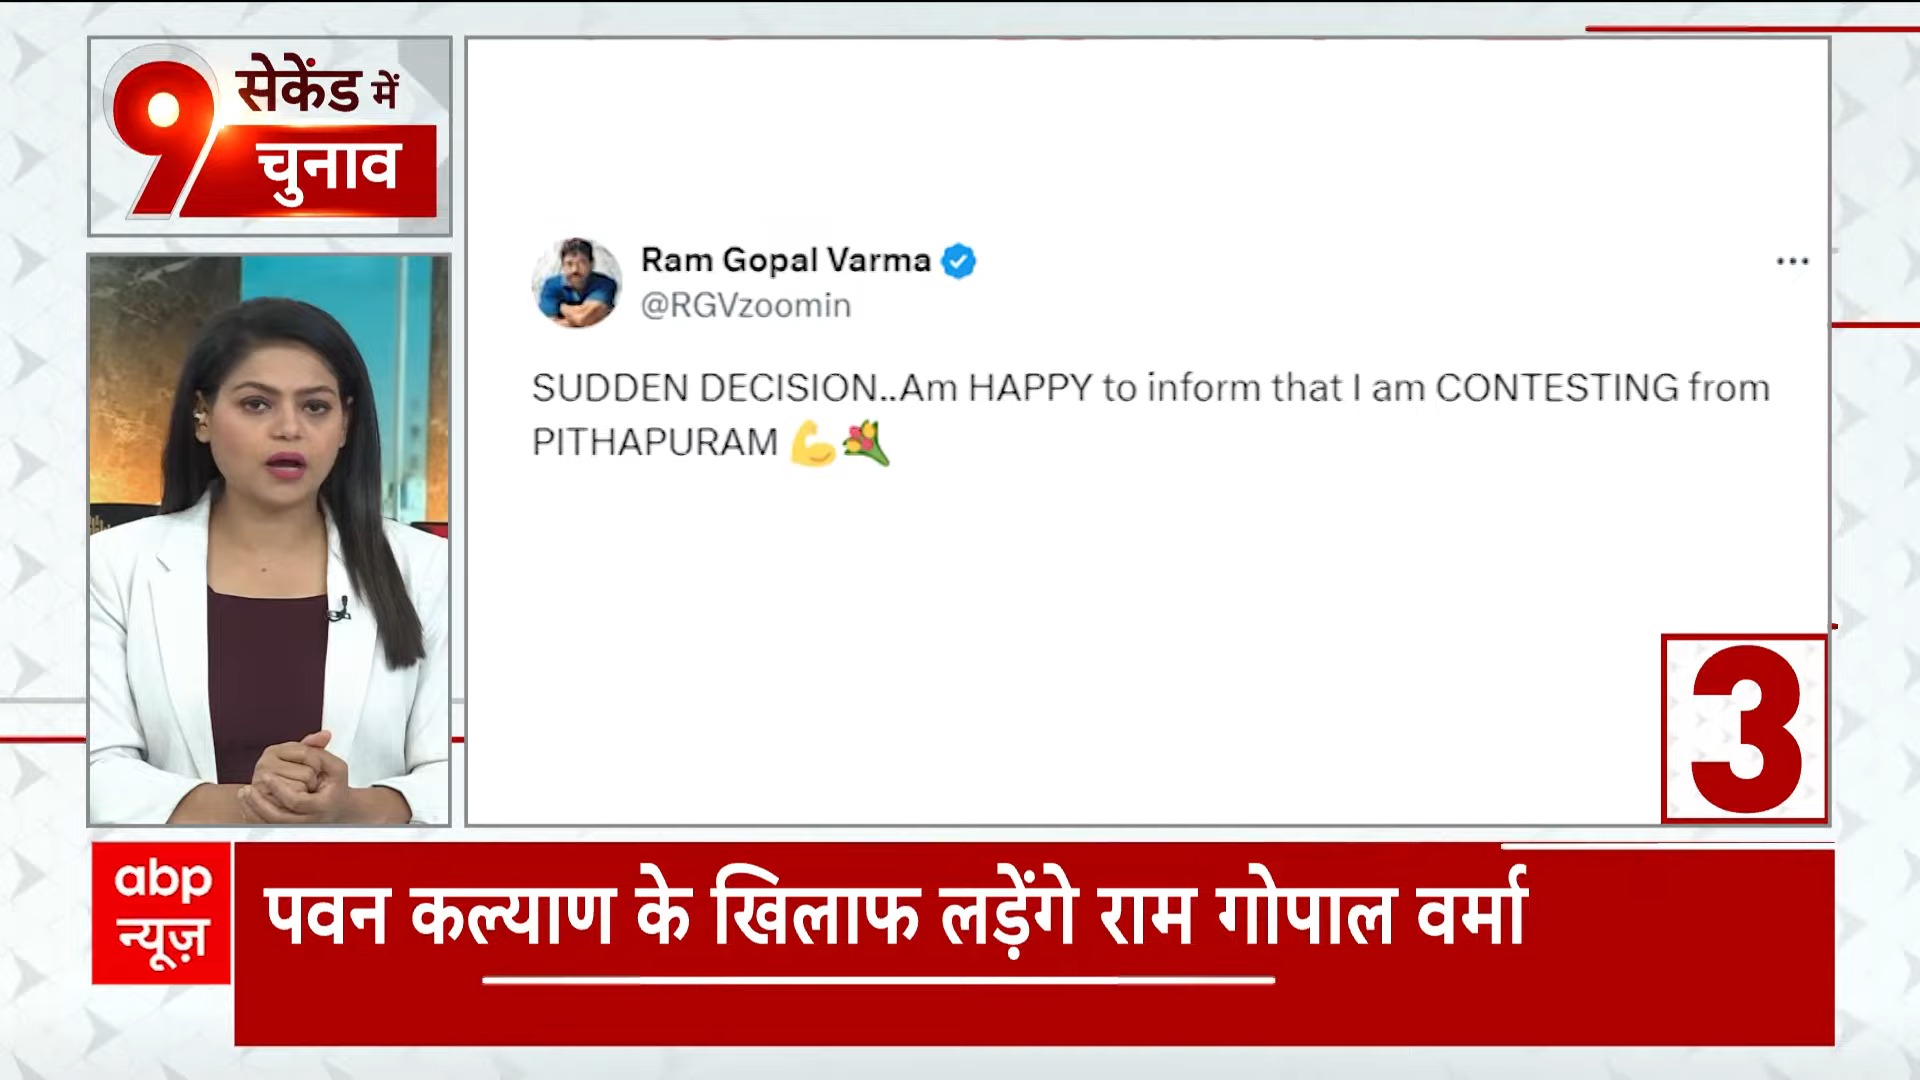 9 सेकेंड में
चुनाव
Ram Gopal Varma
@RGVzoomin
SUDDEN DECISION..Am HAPPY to inform that I am CONTESTING from
PITHAPURAM 💪💐
3
abp
न्यूज़
पवन कल्याण के खिलाफ लड़ेंगे राम गोपाल वर्मा